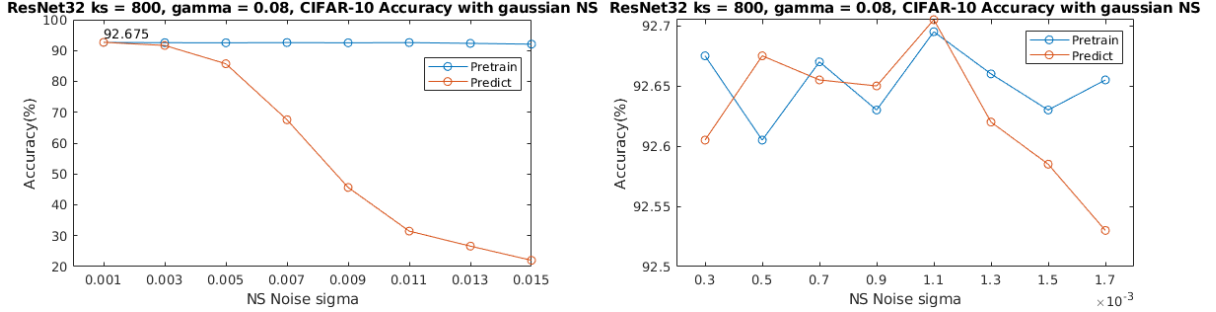 ResNet32 ks = 800, gamma = 0.08, CIFAR-10 Accuracy with gaussian NS
100
90
80
70
60
50
40
30
20
Accuracy(%)
92.675
Pretrain
Predict
0.001 0.003 0.005 0.007 0.009 0.011 0.013 0.015
NS Noise sigma
ResNet32 ks = 800, gamma = 0.08, CIFAR-10 Accuracy with gaussian NS
92.7
92.65
92.6
92.55
92.5
Accuracy(%)
Pretrain
Predict
0.3 0.5 0.7 0.9 1.1 1.3 1.5 1.7
NS Noise sigma
×10⁻³